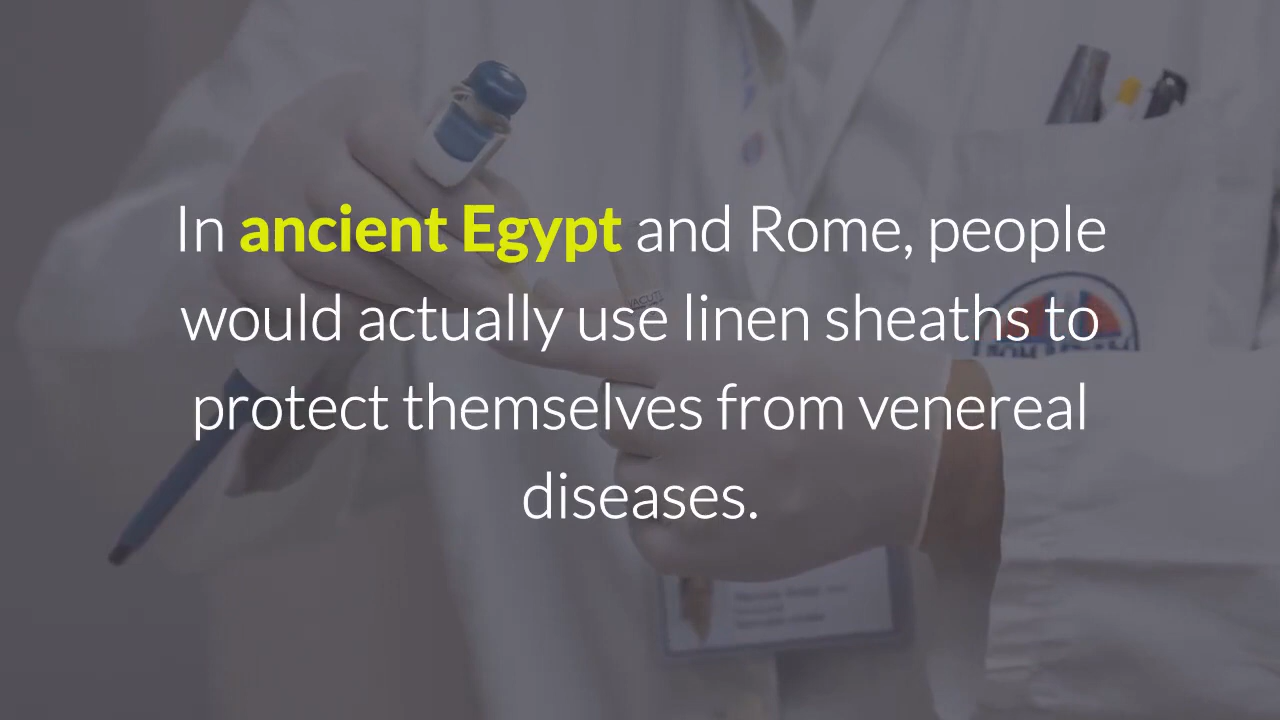 In ancient Egypt and Rome, people
would actually use linen sheaths to
protect themselves from venereal
diseases.